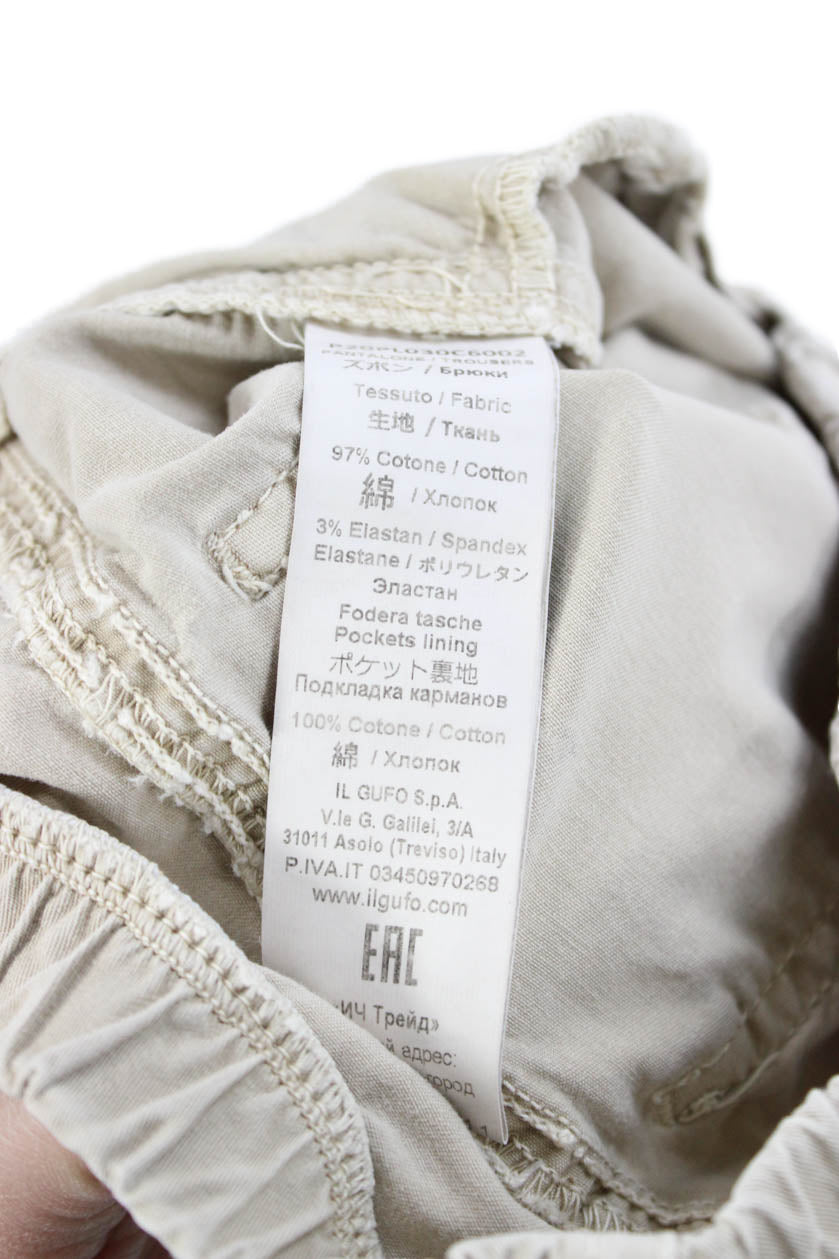 P20PL030C6002
PANTALONE / TROUSERS
ズボン / Брюки
Tessuto / Fabric
生地 / Ткань
97% Cotone / Cotton
綿 / Хлопок
3% Elastan / Spandex
Elastane / ポリウレタン
Эластан
Fodera tasche
Pockets lining
ポケット裏地
Подкладка карманов
100% Cotone / Cotton
綿 / Хлопок
IL GUFO S.p.A.
V.le G. Galilei, 3/A
31011 Asolo (Treviso) Italy
P.IVA.IT 03450970268
www.ilgufo.com
EAC
«ИЧ Трейд»
адрес:
город